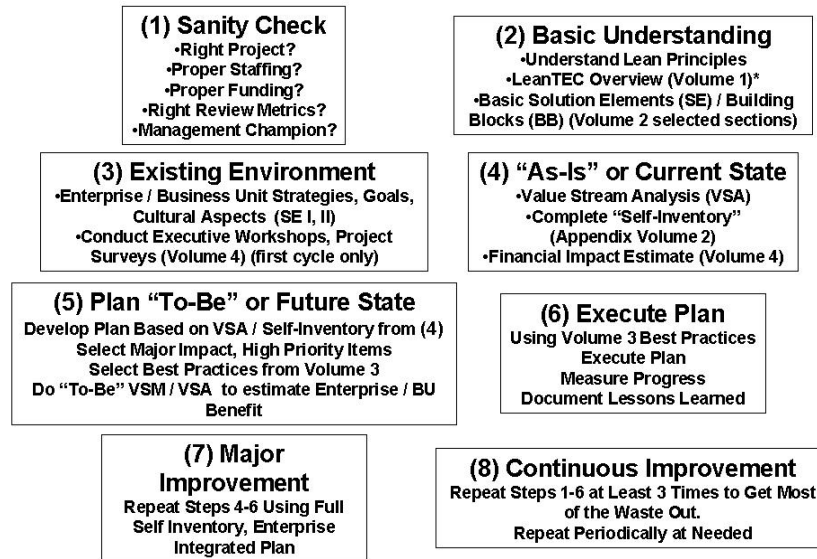 (1) Sanity Check
•Right Project?
•Proper Staffing?
•Proper Funding?
•Right Review Metrics?
•Management Champion?
(2) Basic Understanding
•Understand Lean Principles
•LeanTEC Overview (Volume 1)*
•Basic Solution Elements (SE) / Building
Blocks (BB) (Volume 2 selected sections)
(3) Existing Environment
•Enterprise / Business Unit Strategies, Goals,
Cultural Aspects (SE I, II)
•Conduct Executive Workshops, Project
Surveys (Volume 4) (first cycle only)
(4) “As-Is” or Current State
•Value Stream Analysis (VSA)
•Complete “Self-Inventory”
(Appendix Volume 2)
•Financial Impact Estimate (Volume 4)
(5) Plan “To-Be” or Future State
Develop Plan Based on VSA / Self-Inventory from (4)
Select Major Impact, High Priority Items
Select Best Practices from Volume 3
Do “To-Be” VSM / VSA to estimate Enterprise / BU
Benefit
(6) Execute Plan
Using Volume 3 Best Practices
Execute Plan
Measure Progress
Document Lessons Learned
(7) Major
Improvement
Repeat Steps 4-6 Using Full
Self Inventory, Enterprise
Integrated Plan
(8) Continuous Improvement
Repeat Steps 1-6 at Least 3 Times to Get Most
of the Waste Out.
Repeat Periodically at Needed